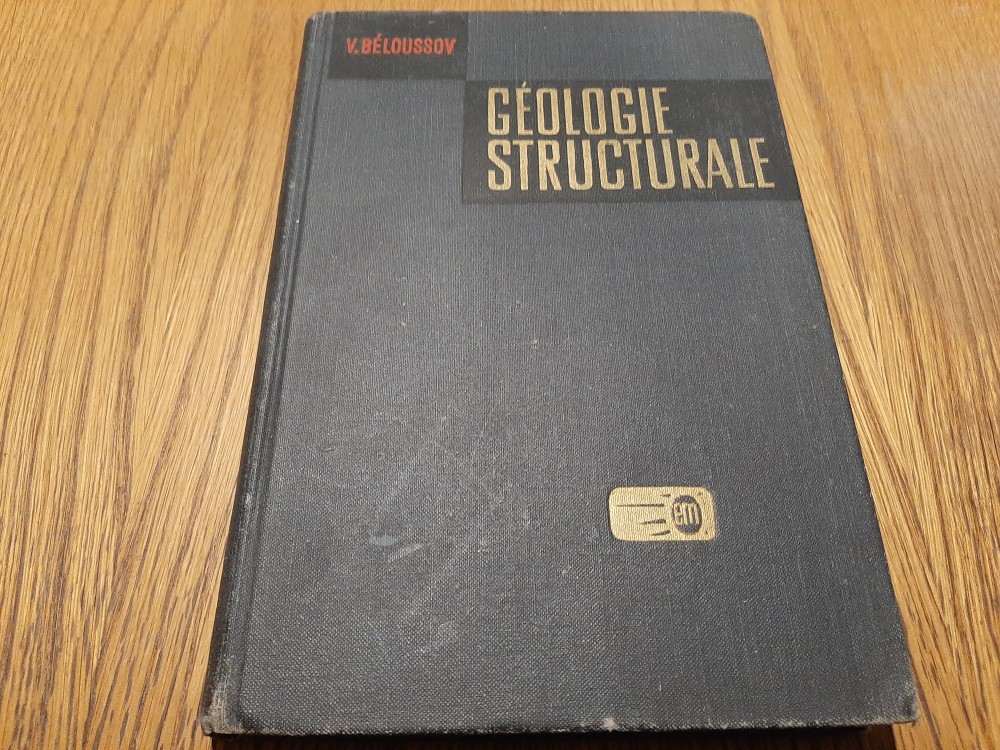 V. BÉLOUSSOV
GÉOLOGIE
STRUCTURALE
em